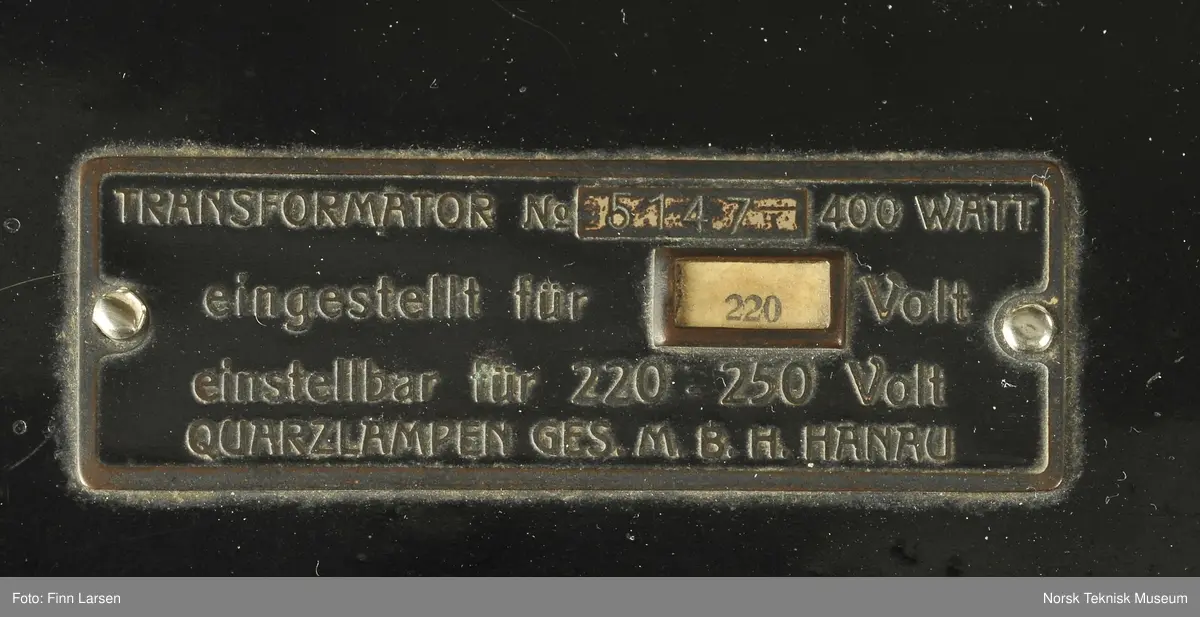 TRANSFORMATOR No 5147 400 WATT
eingestellt für 220 Volt
einstellbar für 220 - 250 Volt
QUARZLAMPEN GES. M. B. H. HANAU
Foto: Finn Larsen
Norsk Teknisk Museum